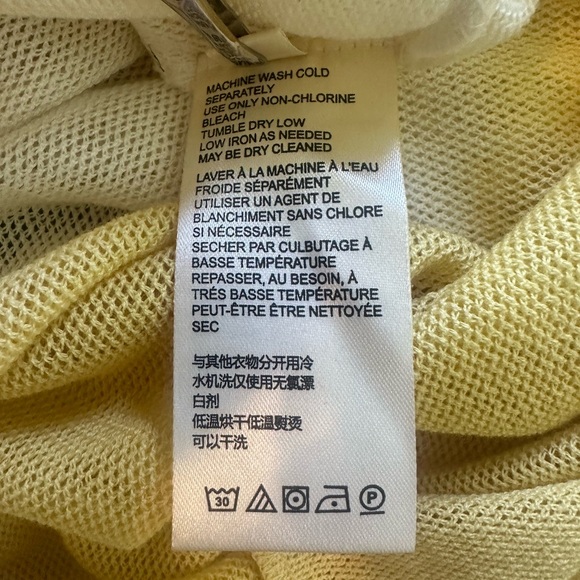 MACHINE WASH COLD
SEPARATELY
USE ONLY NON-CHLORINE
BLEACH
TUMBLE DRY LOW
LOW IRON AS NEEDED
MAY BE DRY CLEANED
LAVER À LA MACHINE À L'EAU
FROIDE SÉPARÉMENT
UTILISER UN AGENT DE
BLANCHIMENT SANS CHLORE
SI NÉCESSAIRE
SECHER PAR CULBUTAGE À
BASSE TEMPÉRATURE
REPASSER, AU BESOIN, À
TRÉS BASSE TEMPÉRATURE
PEUT-ÊTRE ÊTRE NETTOYÉE
SEC
与其他衣物分开用冷
水机洗仅使用无氯漂
白剂
低温烘干低温熨烫
可以干洗
30 P